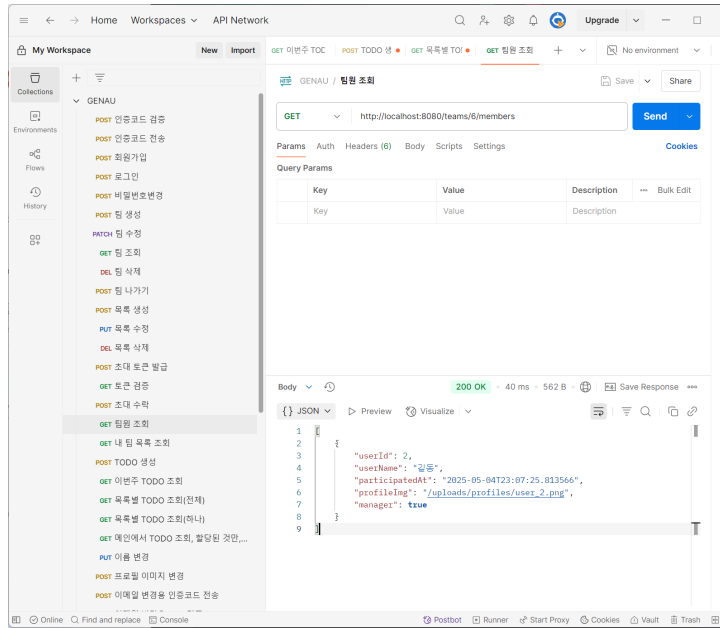 Home Workspaces API Network Upgrade
My Workspace New Import GET 이번주 TOD POST TODO 생 GET 목록별 TO! GET 팀원 조회 No environment
Collections
Environments
Flows
History
GENAU
POST 인증코드 검증
POST 인증코드 전송
POST 회원가입
POST 로그인
POST 비밀번호변경
POST 팀 생성
PATCH 팀 수정
GET 팀 조회
DEL 팀 삭제
POST 팀 나가기
POST 목록 생성
PUT 목록 수정
DEL 목록 삭제
POST 초대 토큰 발급
GET 토큰 검증
POST 초대 수락
GET 팀원 조회
GET 내 팀 목록 조회
POST TODO 생성
GET 이번주 TODO 조회
GET 목록별 TODO 조회(전체)
GET 목록별 TODO 조회(하나)
GET 메인에서 TODO 조회, 할당된 것만,...
PUT 이름 변경
POST 프로필 이미지 변경
POST 이메일 변경용 인증코드 전송
HTTP GENAU / 팀원 조회 Save Share
GET http://localhost:8080/teams/6/members Send
Params Auth Headers (6) Body Scripts Settings Cookies
Query Params
Key Value Description Bulk Edit
Key Value Description
Body 200 OK 40 ms 562 B Save Response
{} JSON Preview Visualize
1 [
2 {
3 "userId": 2,
4 "userName": "길동",
5 "participatedAt": "2025-05-04T23:07:25.813566",
6 "profileImg": "/uploads/profiles/user_2.png",
7 "manager": true
8 }
9 ]
Online Find and replace Console Postbot Runner Start Proxy Cookies Vault Trash